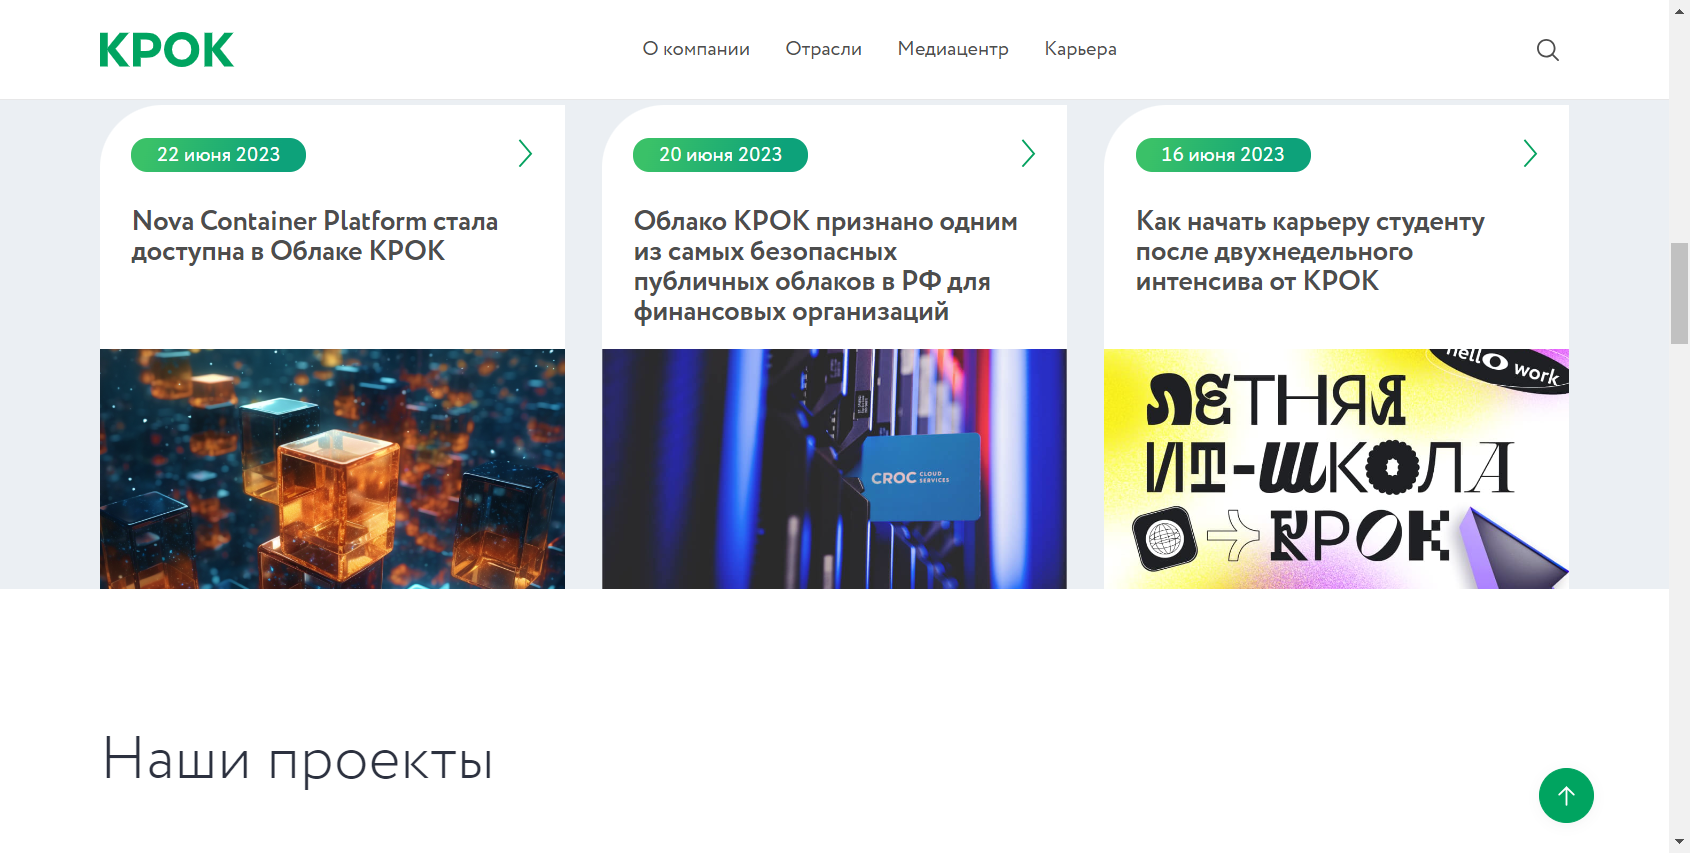 КРОК
О компании
Отрасли
Медиацентр
Карьера
22 июня 2023
Nova Container Platform стала
доступна в Облаке КРОК
20 июня 2023
Облако КРОК признано одним
из самых безопасных
публичных облаков в РФ для
финансовых организаций
CROC CLOUD
SERVICES
16 июня 2023
Как начать карьеру студенту
после двухнедельного
интенсива от КРОК
hello work
ЛЕТНЯЯ
ИТ-ШКОЛА
КРОК
Наши проекты